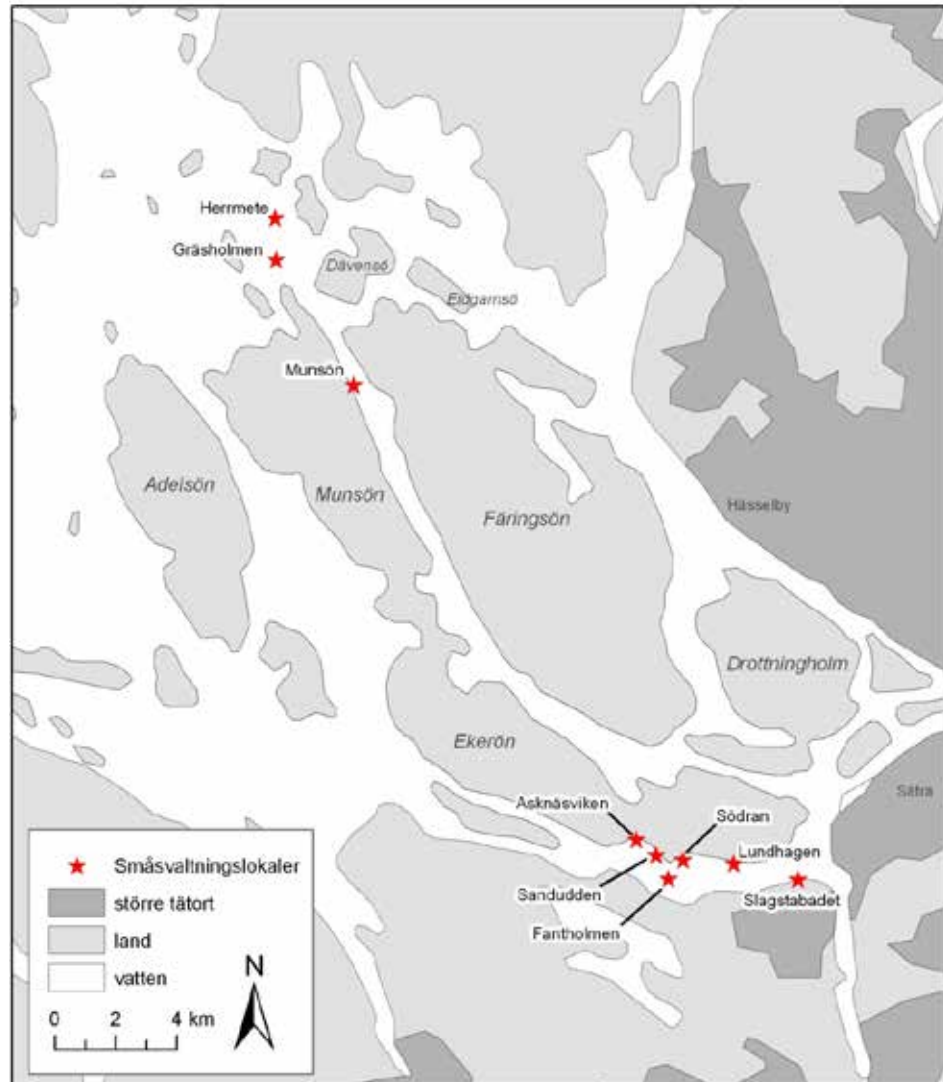 Herrmete
Gräsholmen
Dävensö
Eldgarnsö
Munsön
Adelsön
Munsön
Färingsön
Hässelby
Drottningholm
Ekerön
Sätra
Asknäsviken
Södran
Lundhagen
Sandudden
Slagstabadet
Fantholmen
Småsvaltningslokaler
större tätort
land
vatten
N
0 2 4 km